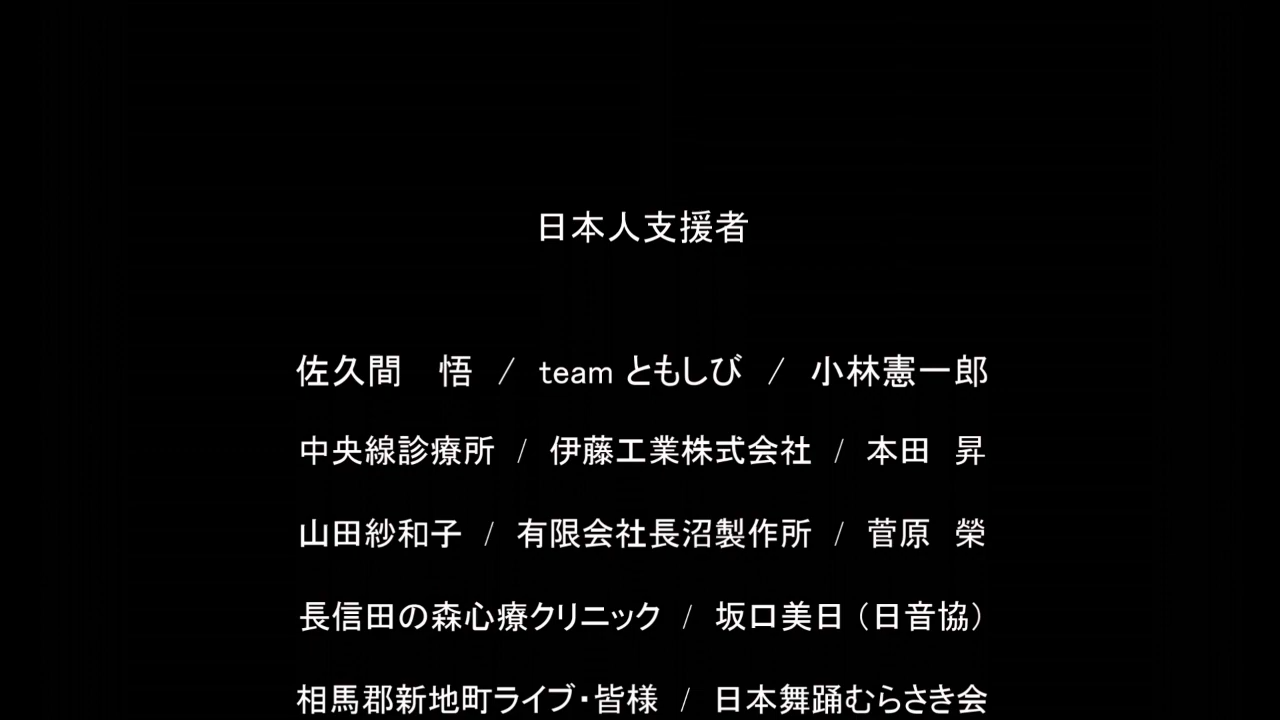 日本人支援者
佐久間　悟 / team ともしび / 小林憲一郎
中央線診療所 / 伊藤工業株式会社 / 本田　昇
山田紗和子 / 有限会社長沼製作所 / 菅原　榮
長信田の森心療クリニック / 坂口美日（日音協）
相馬郡新地町ライブ・皆様 / 日本舞踊むらさき会